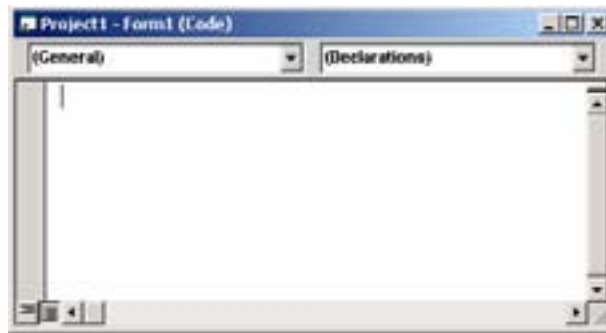 Project1 - Form1 (Code)
(General) (Declarations)